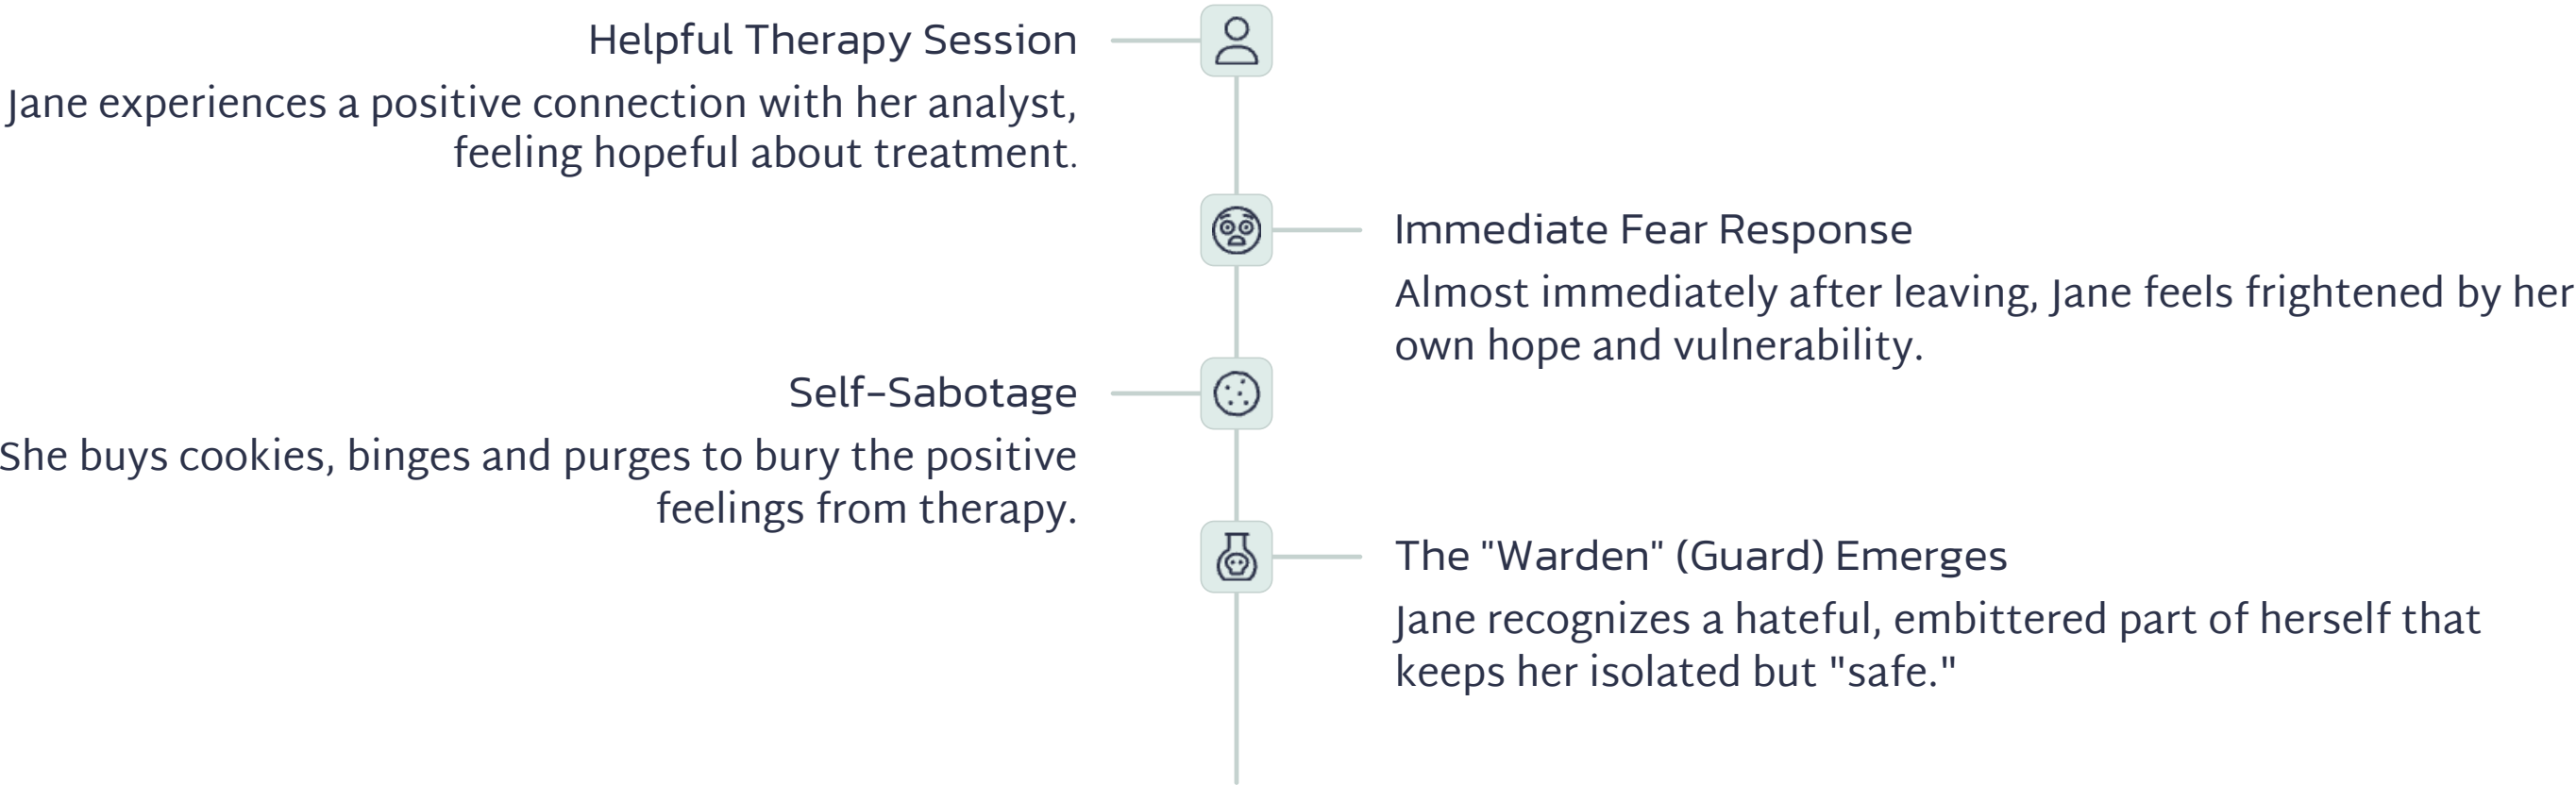 Helpful Therapy Session
Jane experiences a positive connection with her analyst,
feeling hopeful about treatment.
Immediate Fear Response
Almost immediately after leaving, Jane feels frightened by her
own hope and vulnerability.
Self-Sabotage
She buys cookies, binges and purges to bury the positive
feelings from therapy.
The "Warden" (Guard) Emerges
Jane recognizes a hateful, embittered part of herself that
keeps her isolated but "safe."